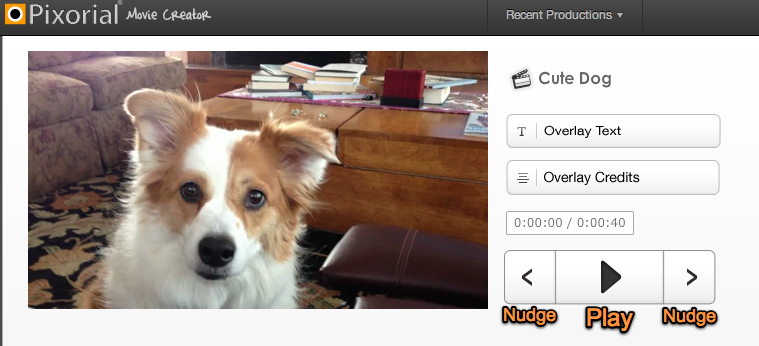 Pixorial® Movie Creator
Recent Productions
Cute Dog
T Overlay Text
Overlay Credits
0:00:00 / 0:00:40
Nudge Play Nudge